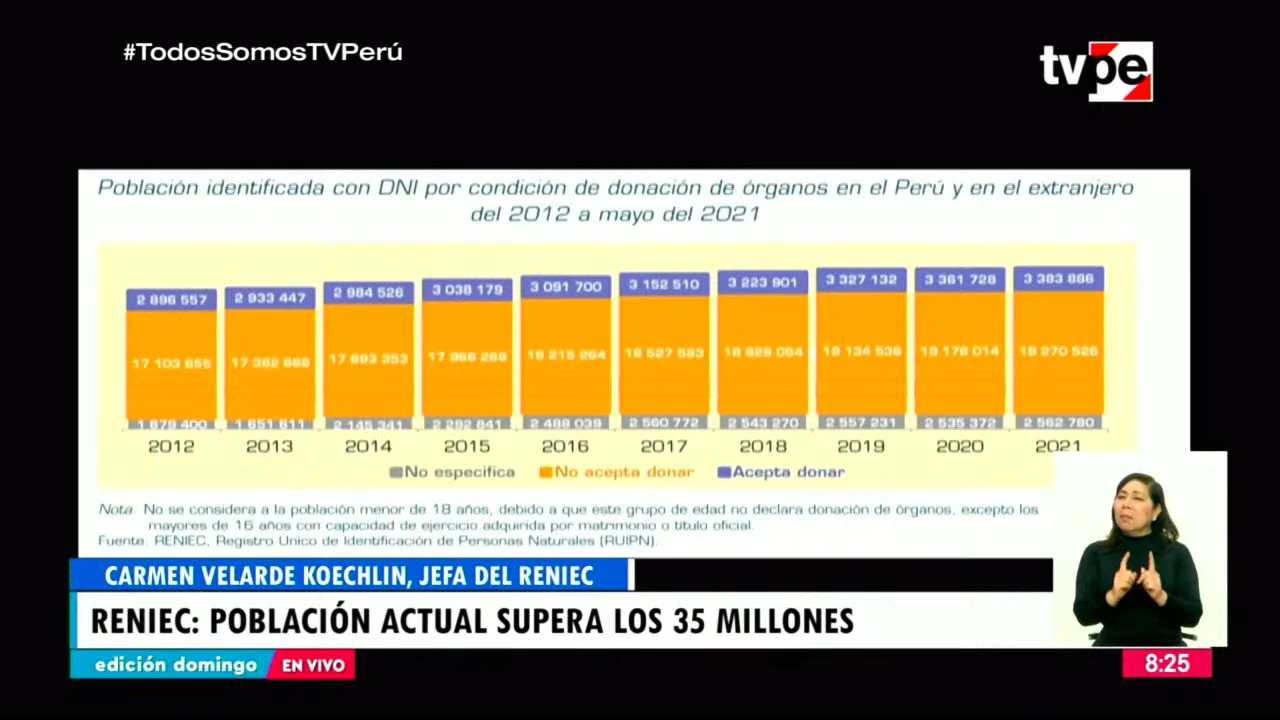 #TodosSomosTVPerú
tvpe
Población identificada con DNI por condición de donación de órganos en el Perú y en el extranjero
del 2012 a mayo del 2021
2 896 557 2 933 447 2 984 526 3 038 179 3 091 700 3 152 510 3 223 901 3 327 132 3 361 728 3 383 886
17 103 655 17 382 668 17 693 353 17 968 288 18 215 264 18 527 583 18 829 054 19 134 536 19 178 014 19 270 526
1 679 400 1 651 611 2 145 341 2 292 841 2 488 039 2 560 772 2 543 270 2 557 231 2 535 372 2 562 780
2012 2013 2014 2015 2016 2017 2018 2019 2020 2021
No especifica No acepta donar Acepta donar
Nota. No se considera a la población menor de 18 años, debido a que este grupo de edad no declara donación de órganos, excepto los
mayores de 16 años con capacidad de ejercicio adquirida por matrimonio o título oficial.
Fuente: RENIEC, Registro Único de Identificación de Personas Naturales (RUIPN).
CARMEN VELARDE KOECHLIN, JEFA DEL RENIEC
RENIEC: POBLACIÓN ACTUAL SUPERA LOS 35 MILLONES
edición domingo EN VIVO
8:25